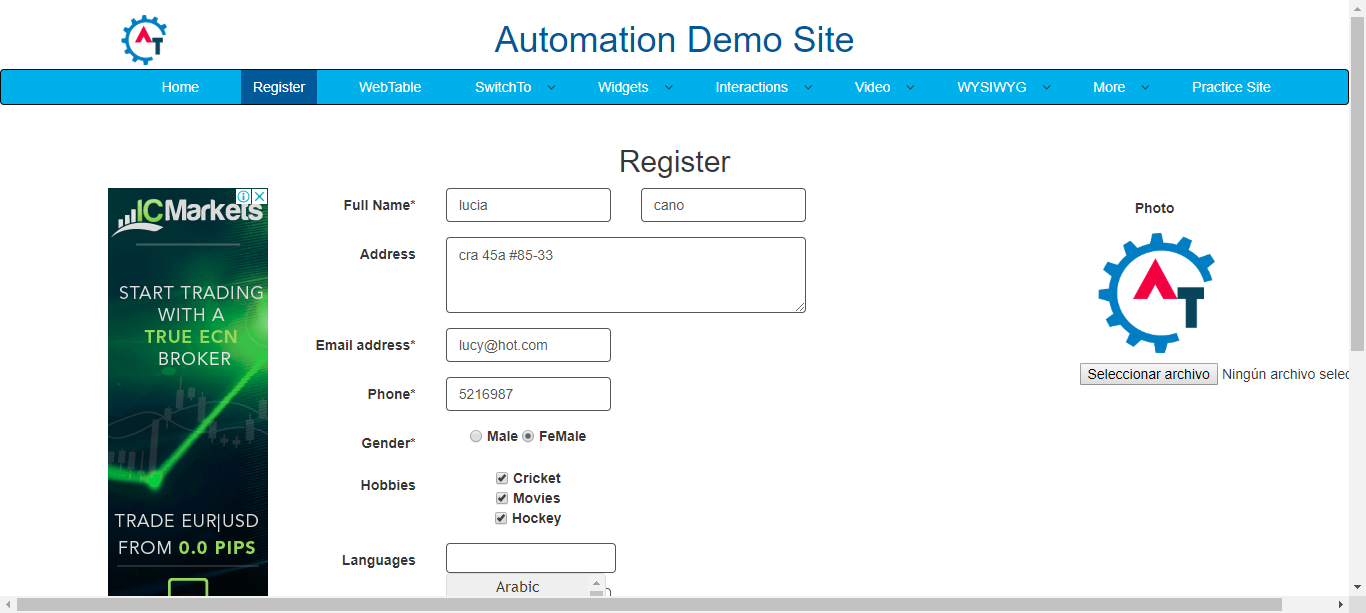 AT
Automation Demo Site
Home Register WebTable SwitchTo Widgets Interactions Video WYSIWYG More Practice Site
Register
ICMarkets
START TRADING
WITH A
TRUE ECN
BROKER
TRADE EUR|USD
FROM 0.0 PIPS
Full Name* lucia cano
Address cra 45a #85-33
Email address* lucy@hot.com
Phone* 5216987
Gender* Male FeMale
Hobbies Cricket
Movies
Hockey
Languages
Arabic
Photo
AT
Seleccionar archivo Ningún archivo selec